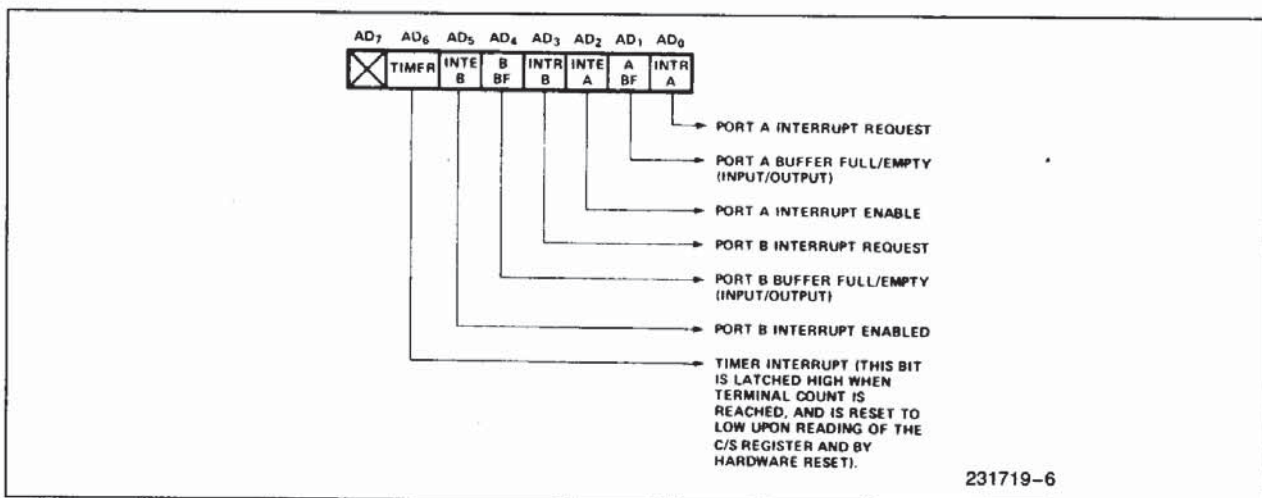 AD7 AD6 AD5 AD4 AD3 AD2 AD1 AD0
TIMER
INTE B
B BF
INTR B
INTE A
A BF
INTR A
PORT A INTERRUPT REQUEST
PORT A BUFFER FULL/EMPTY
(INPUT/OUTPUT)
PORT A INTERRUPT ENABLE
PORT B INTERRUPT REQUEST
PORT B BUFFER FULL/EMPTY
(INPUT/OUTPUT)
PORT B INTERRUPT ENABLED
TIMER INTERRUPT (THIS BIT
IS LATCHED HIGH WHEN
TERMINAL COUNT IS
REACHED, AND IS RESET TO
LOW UPON READING OF THE
C/S REGISTER AND BY
HARDWARE RESET).
231719-6